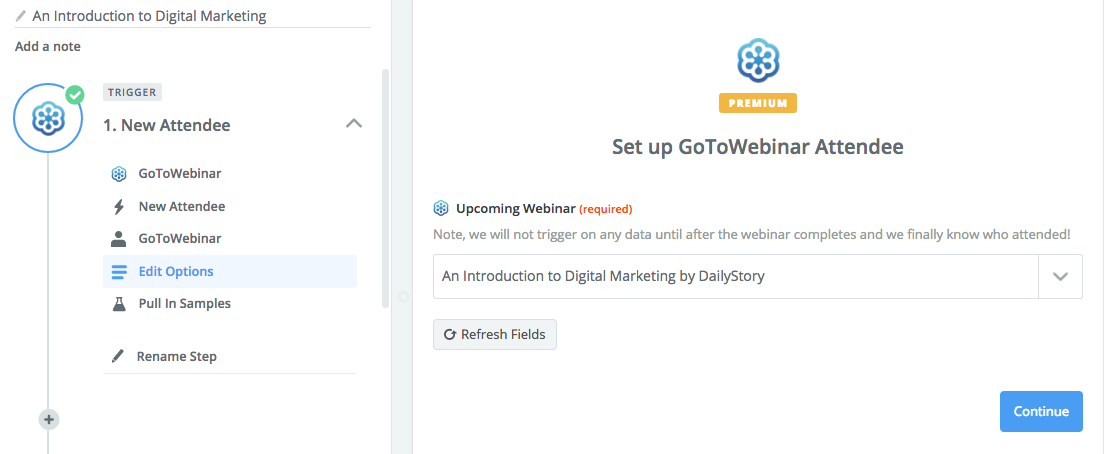 An Introduction to Digital Marketing
Add a note
TRIGGER
1. New Attendee
GoToWebinar
New Attendee
GoToWebinar
Edit Options
Pull In Samples
Rename Step
PREMIUM
Set up GoToWebinar Attendee
Upcoming Webinar (required)
Note, we will not trigger on any data until after the webinar completes and we finally know who attended!
An Introduction to Digital Marketing by DailyStory
Refresh Fields
Continue